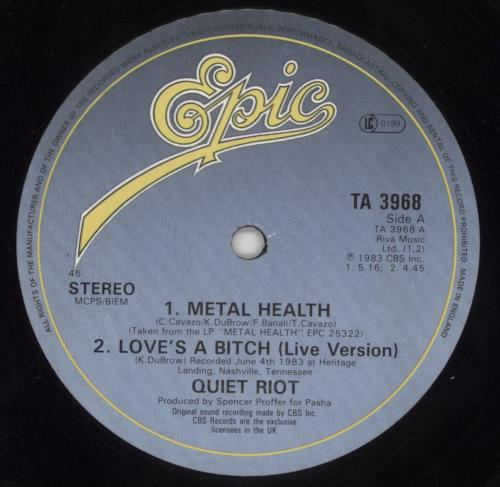 ALL RIGHTS OF THE MANUFACTURER AND OF THE OWNER OF THE RECORDED WORK RESERVED. UNAUTHORISED PUBLIC PERFORMANCE, BROADCASTING, COPYING AND RENTAL OF THIS RECORD PROHIBITED. MADE IN ENGLAND
Epic
LC 0199
TA 3968
Side A
TA 3968 A
Riva Music
Ltd. (1,2)
℗ 1983 CBS Inc.
1. 5.16; 2. 4.45
45
STEREO
MCPS/BIEM
1. METAL HEALTH
(C.Cavazo/K.DuBrow/F.Banali/T.Cavazo)
(Taken from the LP "METAL HEALTH" EPC 25322)
2. LOVE'S A BITCH (Live Version)
(K.DuBrow) Recorded June 4th 1983 at Heritage
Landing, Nashville, Tennessee
QUIET RIOT
Produced by Spencer Proffer for Pasha
Original sound recording made by CBS Inc.
CBS Records are the exclusive
licensees in the UK